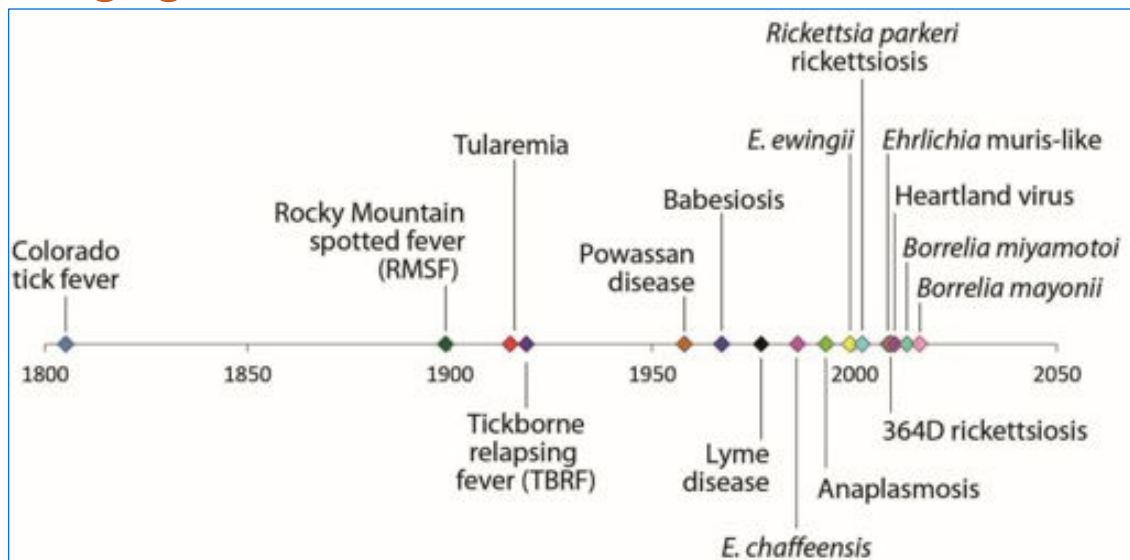 Rickettsia parkeri
rickettsiosis
Tularemia
E. ewingii
Ehrlichia muris-like
Rocky Mountain
spotted fever
(RMSF)
Babesiosis
Heartland virus
Colorado
tick fever
Powassan
disease
Borrelia miyamotoi
Borrelia mayonii
1800
1850
1900
1950
2000
2050
Tickborne
relapsing
fever (TBRF)
Lyme
disease
364D rickettsiosis
Anaplasmosis
E. chaffeensis